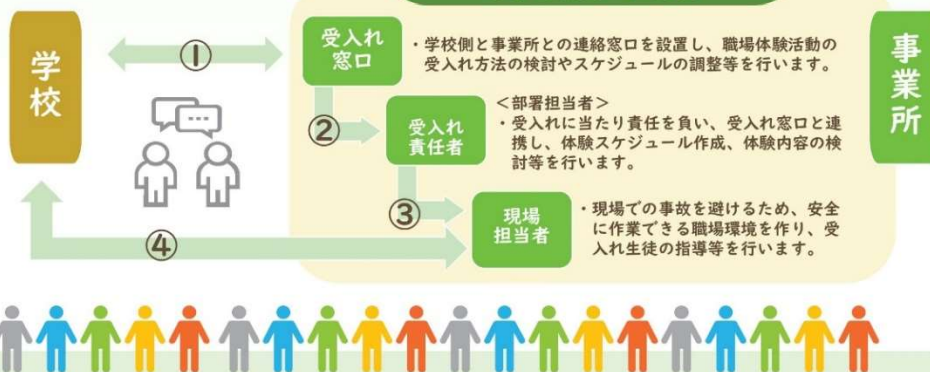 学校
①
受入れ
窓口
・学校側と事業所との連絡窓口を設置し、職場体験活動の
受入れ方法の検討やスケジュールの調整等を行います。
事業所
②
受入れ
責任者
＜部署担当者＞
・受入れに当たり責任を負い、受入れ窓口と連
携し、体験スケジュール作成、体験内容の検
討等を行います。
③
現場
担当者
・現場での事故を避けるため、安全
に作業できる職場環境を作り、受
入れ生徒の指導等を行います。
④